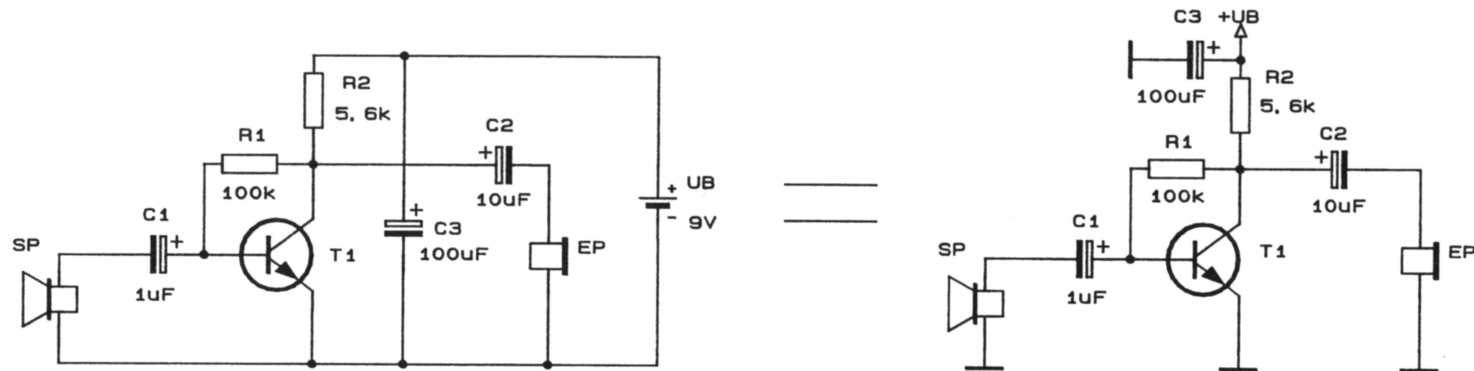 R2
5,6k
R1
100k
C2
+
10uF
UB
+
-
9V
C1
+
1uF
SP
T1
+
C3
100uF
EP
C3
+UB
+
100uF
R2
5,6k
R1
100k
C2
+
10uF
C1
+
1uF
SP
T1
EP